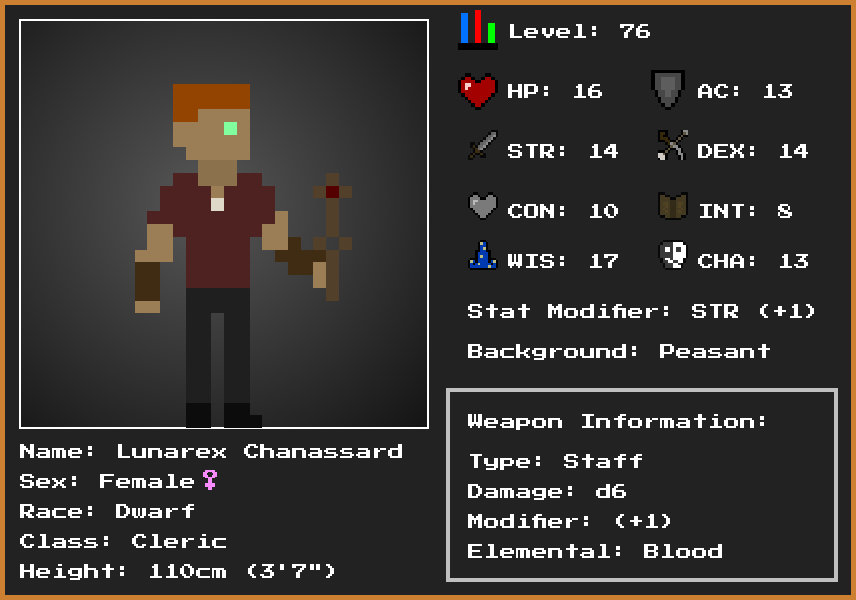 Level: 76
HP: 16 AC: 13
STR: 14 DEX: 14
CON: 10 INT: 8
WIS: 17 CHA: 13
Stat Modifier: STR (+1)
Background: Peasant
Weapon Information:
Type: Staff
Damage: d6
Modifier: (+1)
Elemental: Blood
Name: Lunarex Chanassard
Sex: Female♀
Race: Dwarf
Class: Cleric
Height: 110cm (3'7")